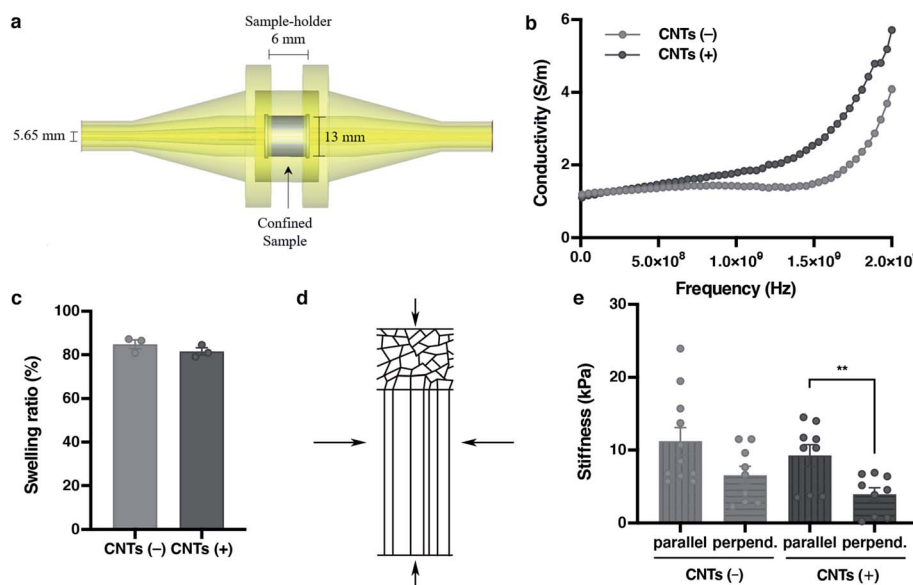 a
Sample-holder
6 mm
5.65 mm
13 mm
Confined
Sample
b
CNTs (–)
CNTs (+)
Conductivity (S/m)
6
4
2
0
0.0
5.0×10⁸
1.0×10⁹
1.5×10⁹
Frequency (Hz)
c
Swelling ratio (%)
100
80
60
40
20
0
CNTs (–)
CNTs (+)
d
e
Stiffness (kPa)
30
20
10
0
**
parallel perpend. parallel perpend.
CNTs (–) CNTs (+)